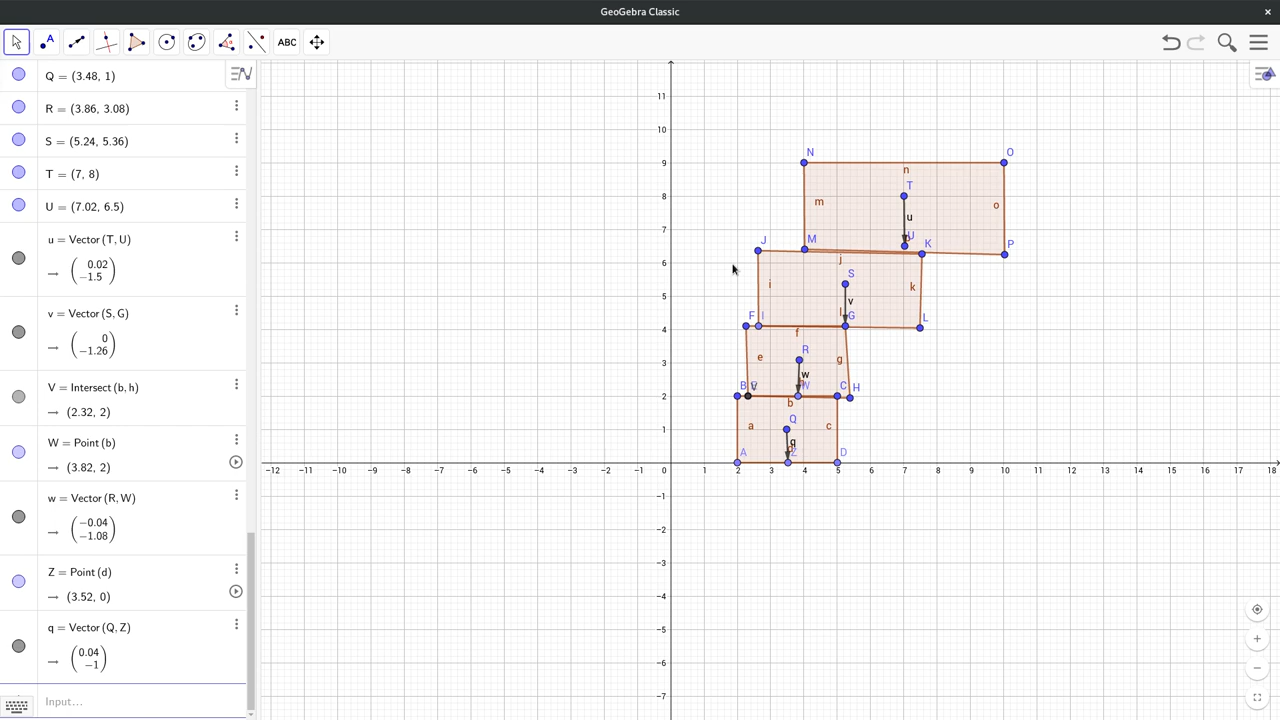 GeoGebra Classic
×
ABC
Q = (3.48, 1)
R = (3.86, 3.08)
S = (5.24, 5.36)
T = (7, 8)
U = (7.02, 6.5)
u = Vector (T, U)
→ (0.02
−1.5)
v = Vector (S, G)
→ (0
−1.26)
V = Intersect (b, h)
→ (2.32, 2)
W = Point (b)
→ (3.82, 2)
w = Vector (R, W)
→ (−0.04
−1.08)
Z = Point (d)
→ (3.52, 0)
q = Vector (Q, Z)
→ (0.04
−1)
Input…
11
10
9
8
7
6
5
4
3
2
1
−12 −11 −10 −9 −8 −7 −6 −5 −4 −3 −2 −1 0 1 2 3 4 5 6 7 8 9 10 11 12 13 14 15 16 17 18
−1
−2
−3
−4
−5
−6
−7
N O
n
T
m o
u
U
J M K P
j
S
i k
v
F I l G L
f
R
e g
w
B V W C H
b
Q
a c
q
A Z D